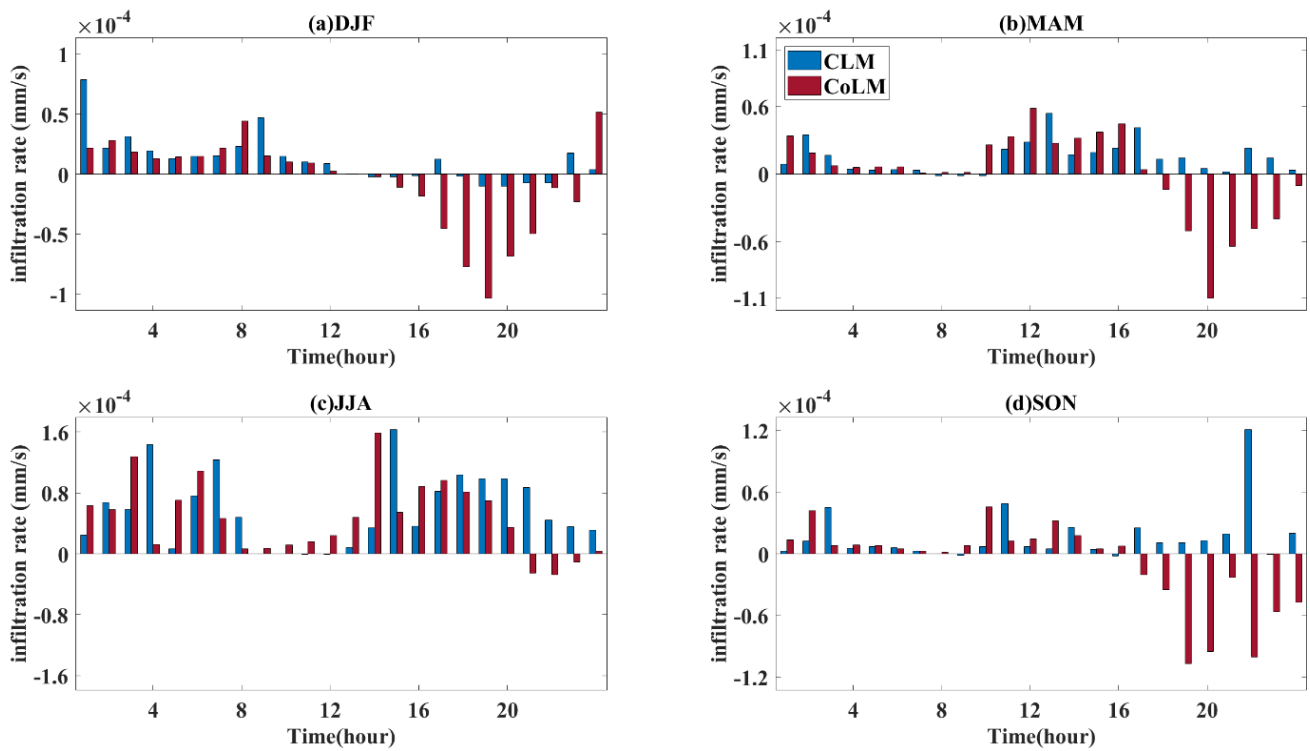 (a)DJF
×10⁻⁴
1
0.5
0
-0.5
-1
infiltration rate (mm/s)
4 8 12 16 20
Time(hour)
(b)MAM
×10⁻⁴
CLM
CoLM
1.1
0.6
0
-0.6
-1.1
infiltration rate (mm/s)
4 8 12 16 20
Time(hour)
(c)JJA
×10⁻⁴
1.6
0.8
0
-0.8
-1.6
infiltration rate (mm/s)
4 8 12 16 20
Time(hour)
(d)SON
×10⁻⁴
1.2
0.6
0
-0.6
-1.2
infiltration rate (mm/s)
4 8 12 16 20
Time(hour)